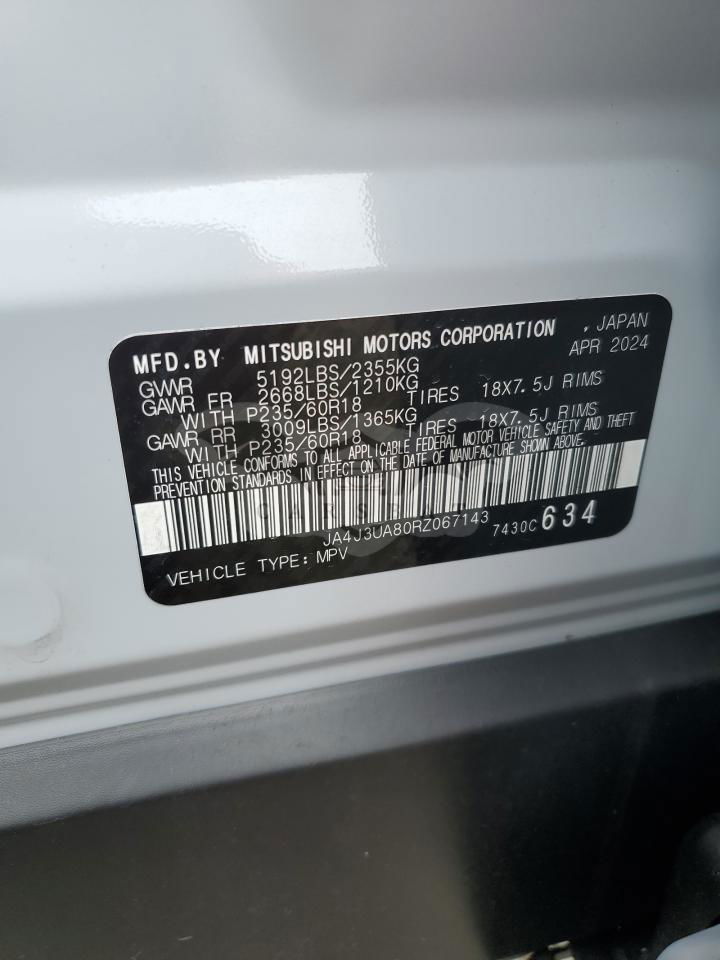 MFD.BY MITSUBISHI MOTORS CORPORATION , JAPAN
APR 2024
GVWR 5192LBS/2355KG
GAWR FR 2668LBS/1210KG
WITH P235/60R18 TIRES 18X7.5J RIMS
GAWR RR 3009LBS/1365KG
WITH P235/60R18 TIRES 18X7.5J RIMS
THIS VEHICLE CONFORMS TO ALL APPLICABLE FEDERAL MOTOR VEHICLE SAFETY AND THEFT
PREVENTION STANDARDS IN EFFECT ON THE DATE OF MANUFACTURE SHOWN ABOVE.
JA4J3UA80RZ067143 7430C 634
VEHICLE TYPE: MPV